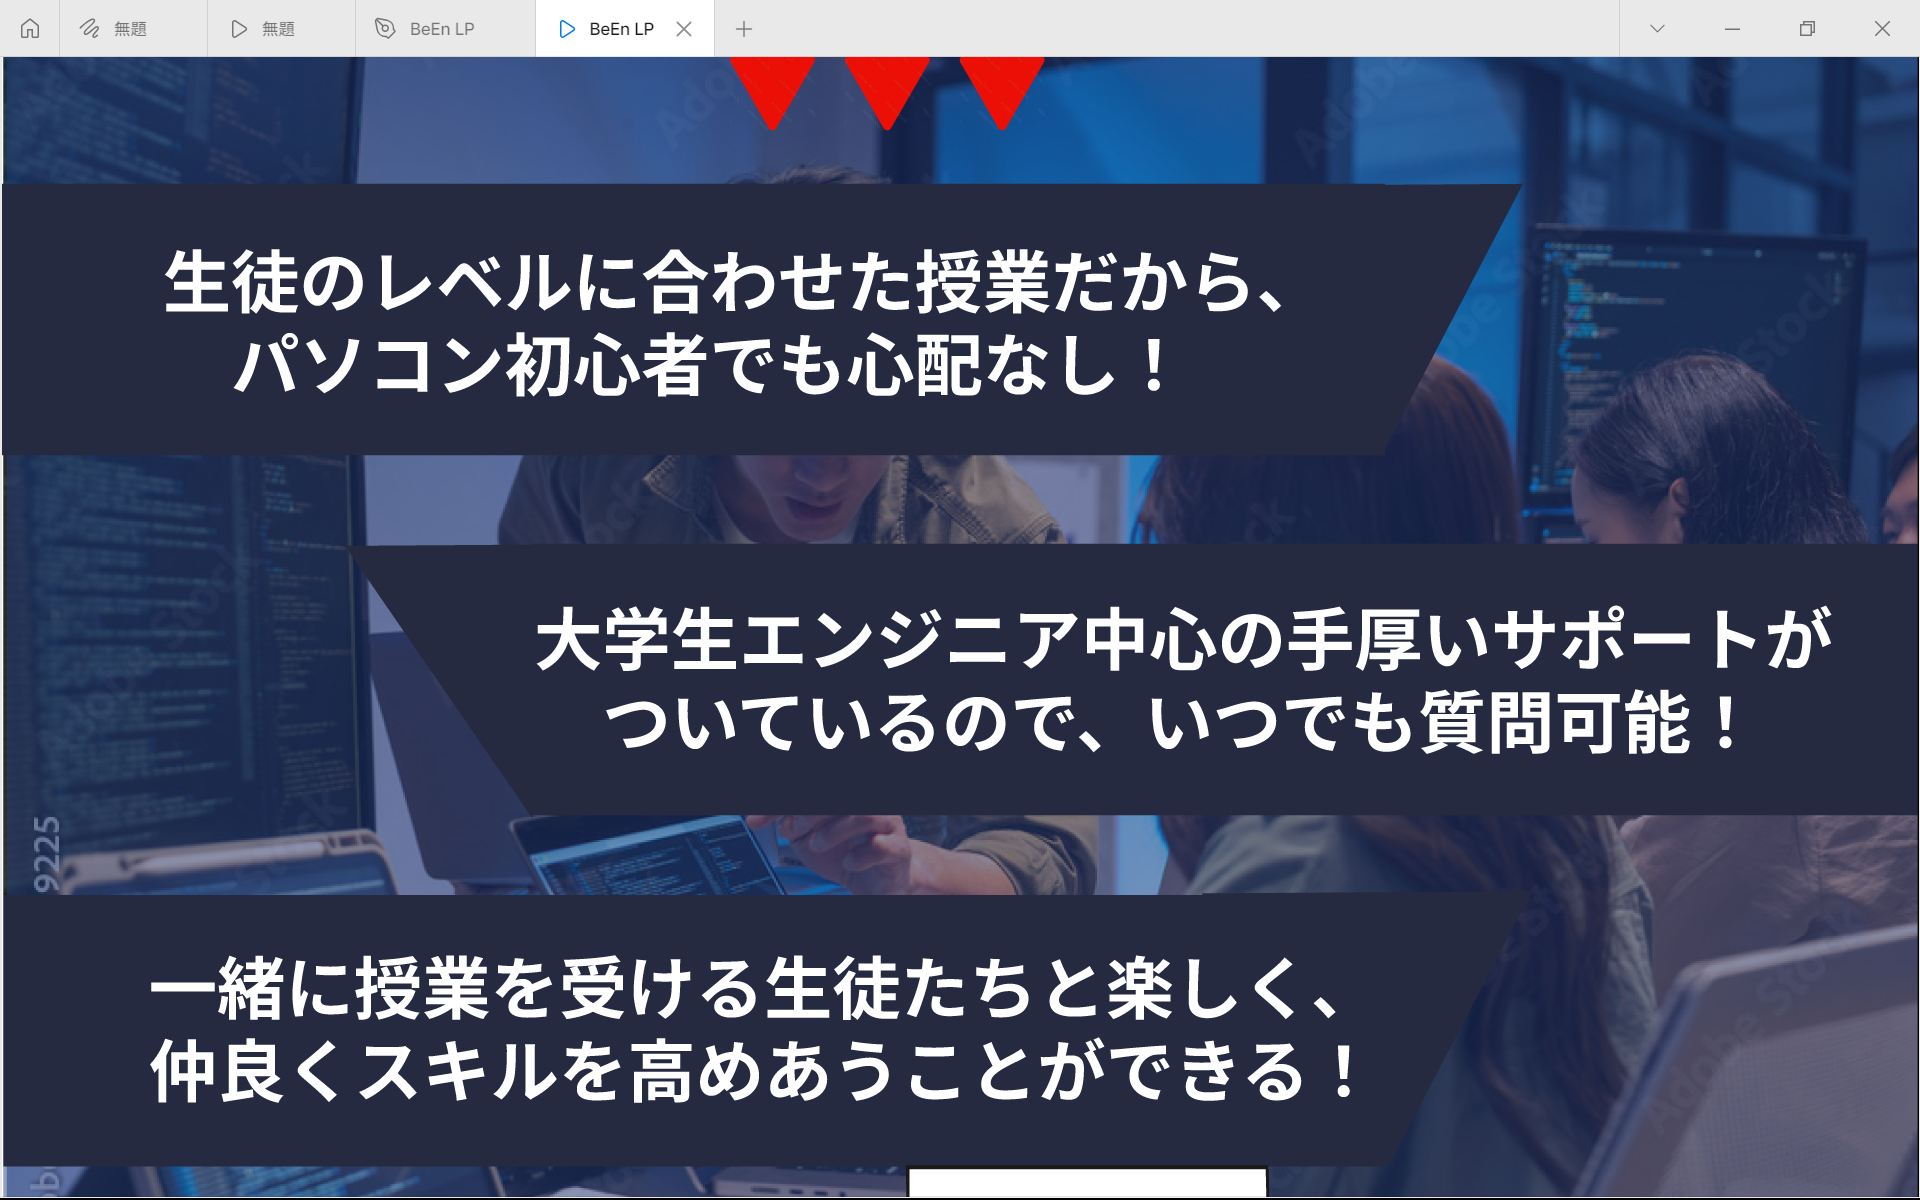 無題
無題
BeEn LP
BeEn LP
生徒のレベルに合わせた授業だから、
パソコン初心者でも心配なし！
大学生エンジニア中心の手厚いサポートが
ついているので、いつでも質問可能！
9225
一緒に授業を受ける生徒たちと楽しく、
仲良くスキルを高めあうことができる！
Adobe Stock